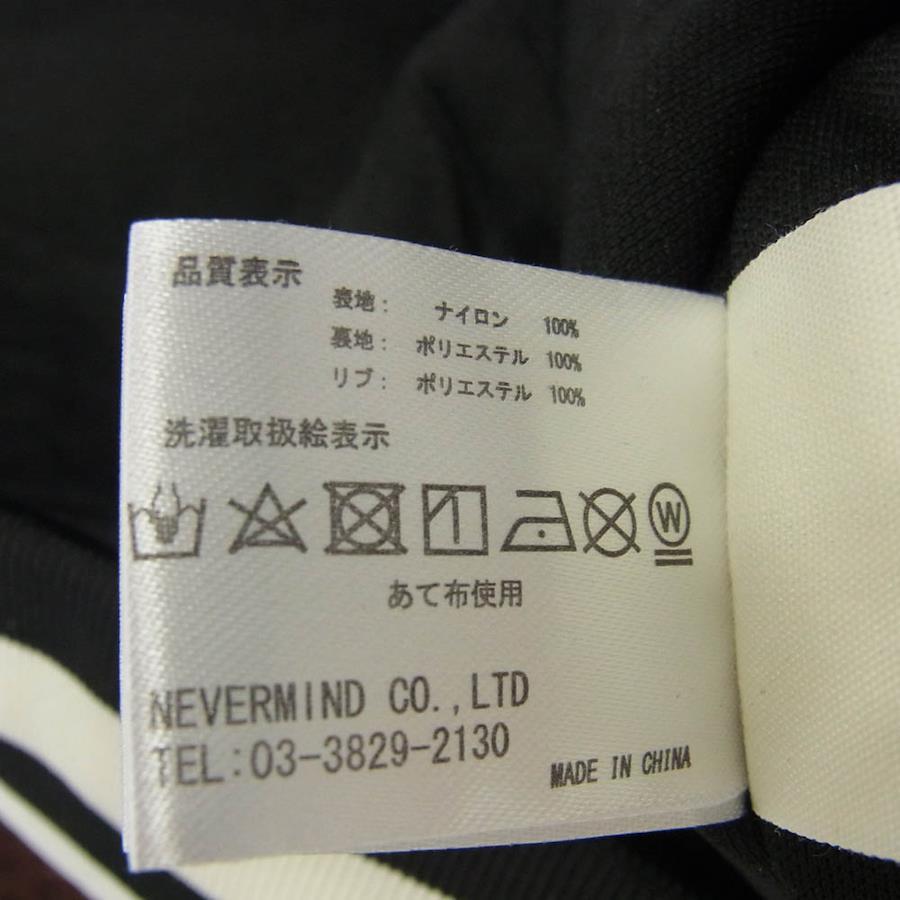 品質表示
表地： ナイロン 100%
裏地： ポリエステル 100%
リブ： ポリエステル 100%
洗濯取扱絵表示
W
あて布使用
NEVERMIND CO.,LTD
TEL:03-3829-2130
MADE IN CHINA